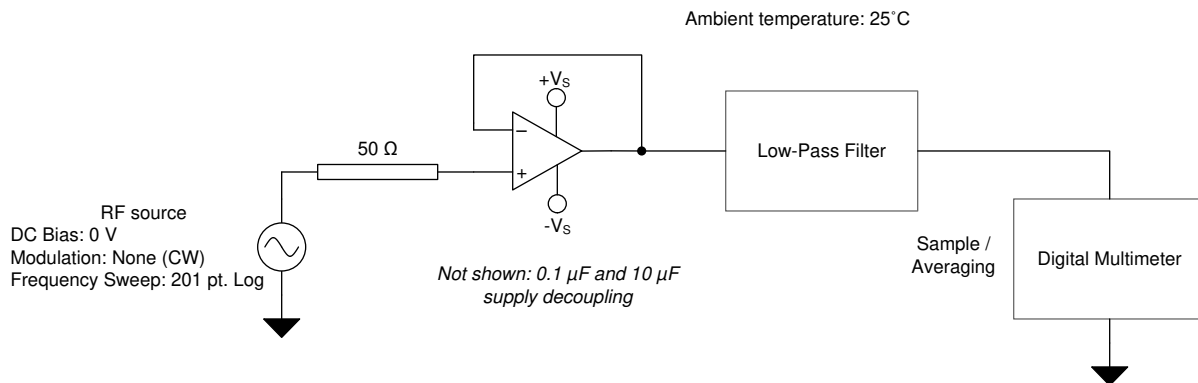 Ambient temperature: 25˚C
+VS
−
50 Ω
Low-Pass Filter
+
RF source
DC Bias: 0 V
Modulation: None (CW)
Frequency Sweep: 201 pt. Log
-VS
Not shown: 0.1 μF and 10 μF
supply decoupling
Sample /
Averaging
Digital Multimeter